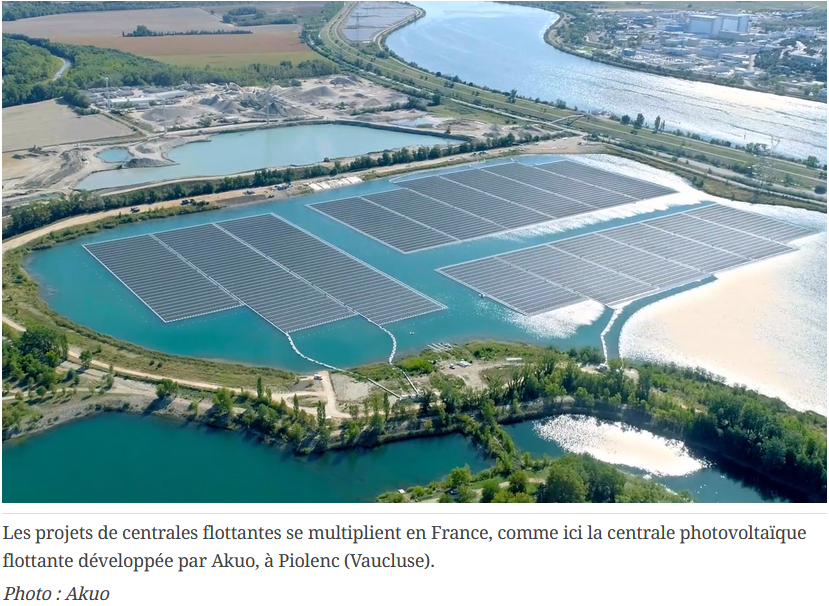 Les projets de centrales flottantes se multiplient en France, comme ici la centrale photovoltaïque
flottante développée par Akuo, à Piolenc (Vaucluse).
Photo : Akuo